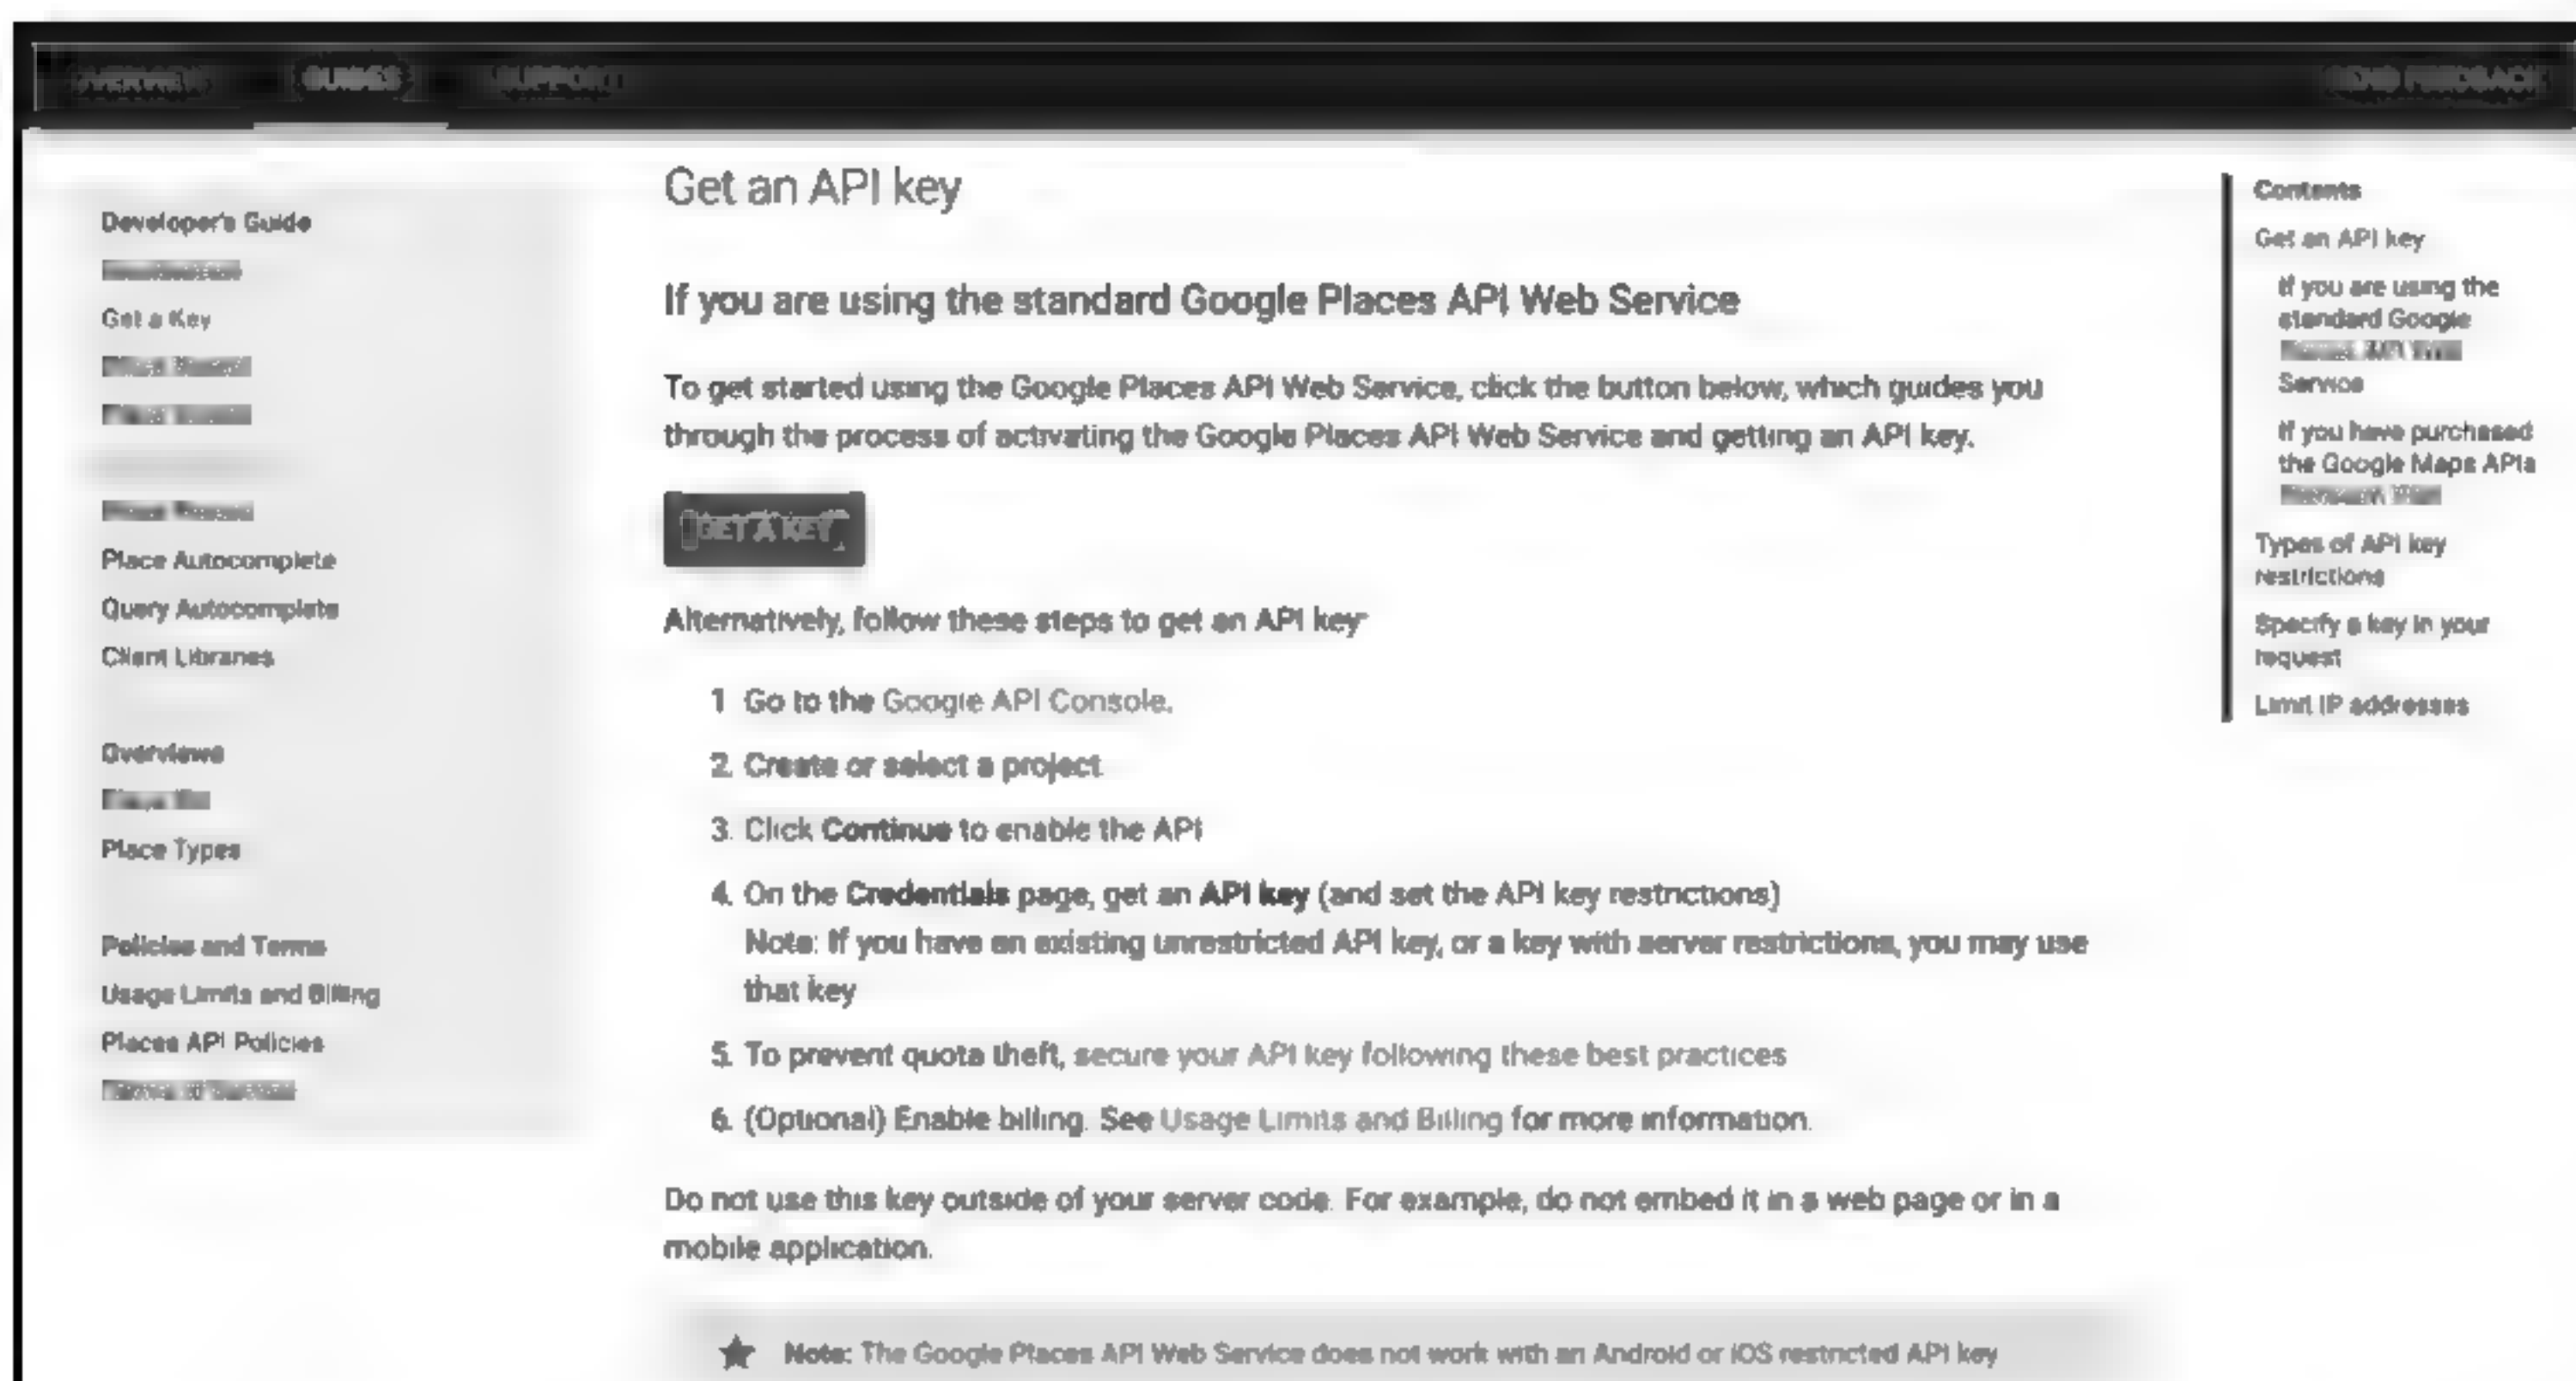 GUIDES
SUPPORT
SEND FEEDBACK
Developer's Guide
Get a Key
Place Autocomplete
Query Autocomplete
Client Libraries
Overviews
Place Types
Policies and Terms
Usage Limits and Billing
Places API Policies
Get an API key
If you are using the standard Google Places API Web Service
To get started using the Google Places API Web Service, click the button below, which guides you
through the process of activating the Google Places API Web Service and getting an API key.
GET A KEY
Alternatively, follow these steps to get an API key:
1 Go to the Google API Console.
2. Create or select a project
3. Click Continue to enable the API
4. On the Credentials page, get an API key (and set the API key restrictions)
Note: If you have an existing unrestricted API key, or a key with server restrictions, you may use
that key
5. To prevent quota theft, secure your API key following these best practices
6. (Optional) Enable billing. See Usage Limits and Billing for more information.
Do not use this key outside of your server code. For example, do not embed it in a web page or in a
mobile application.
Note: The Google Places API Web Service does not work with an Android or iOS restricted API key
Contents
Get an API key
If you are using the
standard Google
Service
If you have purchased
the Google Maps APIs
Types of API key
restrictions
Specify a key in your
request
Limit IP addresses